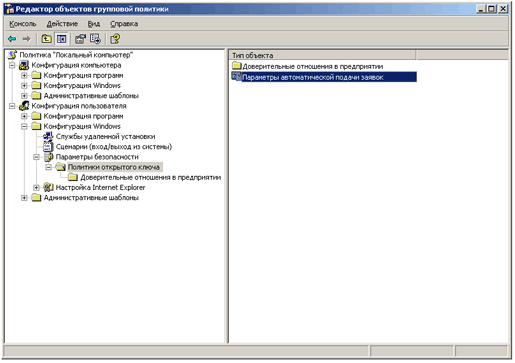 Редактор объектов групповой политики
Консоль Действие Вид Справка
Политика "Локальный компьютер"
Конфигурация компьютера
Конфигурация программ
Конфигурация Windows
Административные шаблоны
Конфигурация пользователя
Конфигурация программ
Конфигурация Windows
Службы удаленной установки
Сценарии (вход/выход из системы)
Параметры безопасности
Политики открытого ключа
Доверительные отношения в предприятии
Настройка Internet Explorer
Административные шаблоны
Тип объекта
Доверительные отношения в предприятии
Параметры автоматической подачи заявок